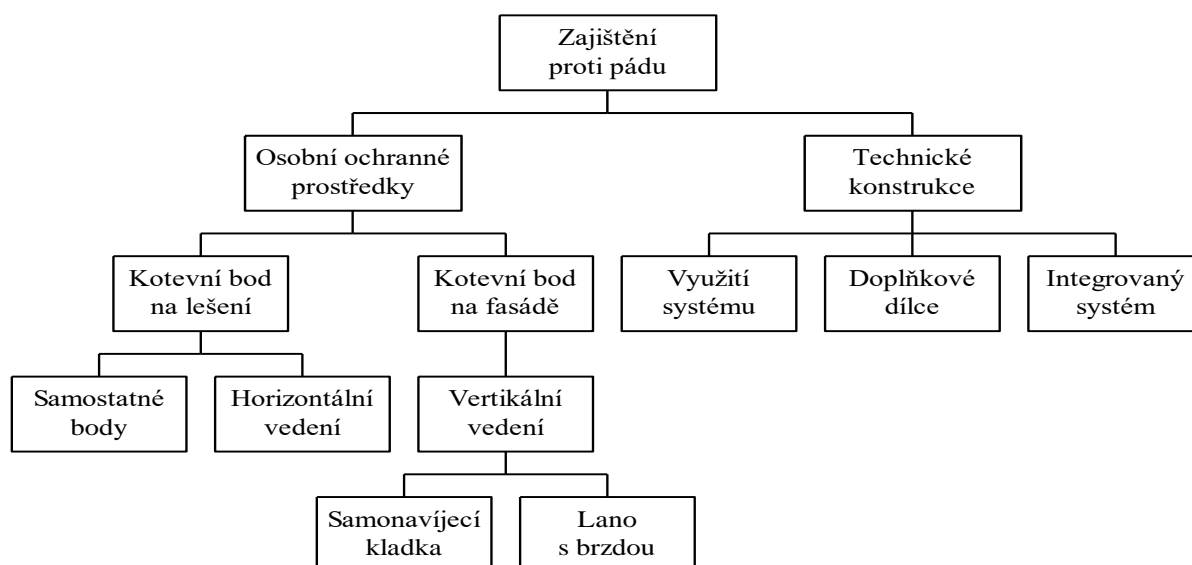 Zajištění
proti pádu
Osobní ochranné
prostředky
Technické
konstrukce
Kotevní bod
na lešení
Kotevní bod
na fasádě
Využití
systému
Doplňkové
dílce
Integrovaný
systém
Samostatné
body
Horizontální
vedení
Vertikální
vedení
Samonavíjecí
kladka
Lano
s brzdou